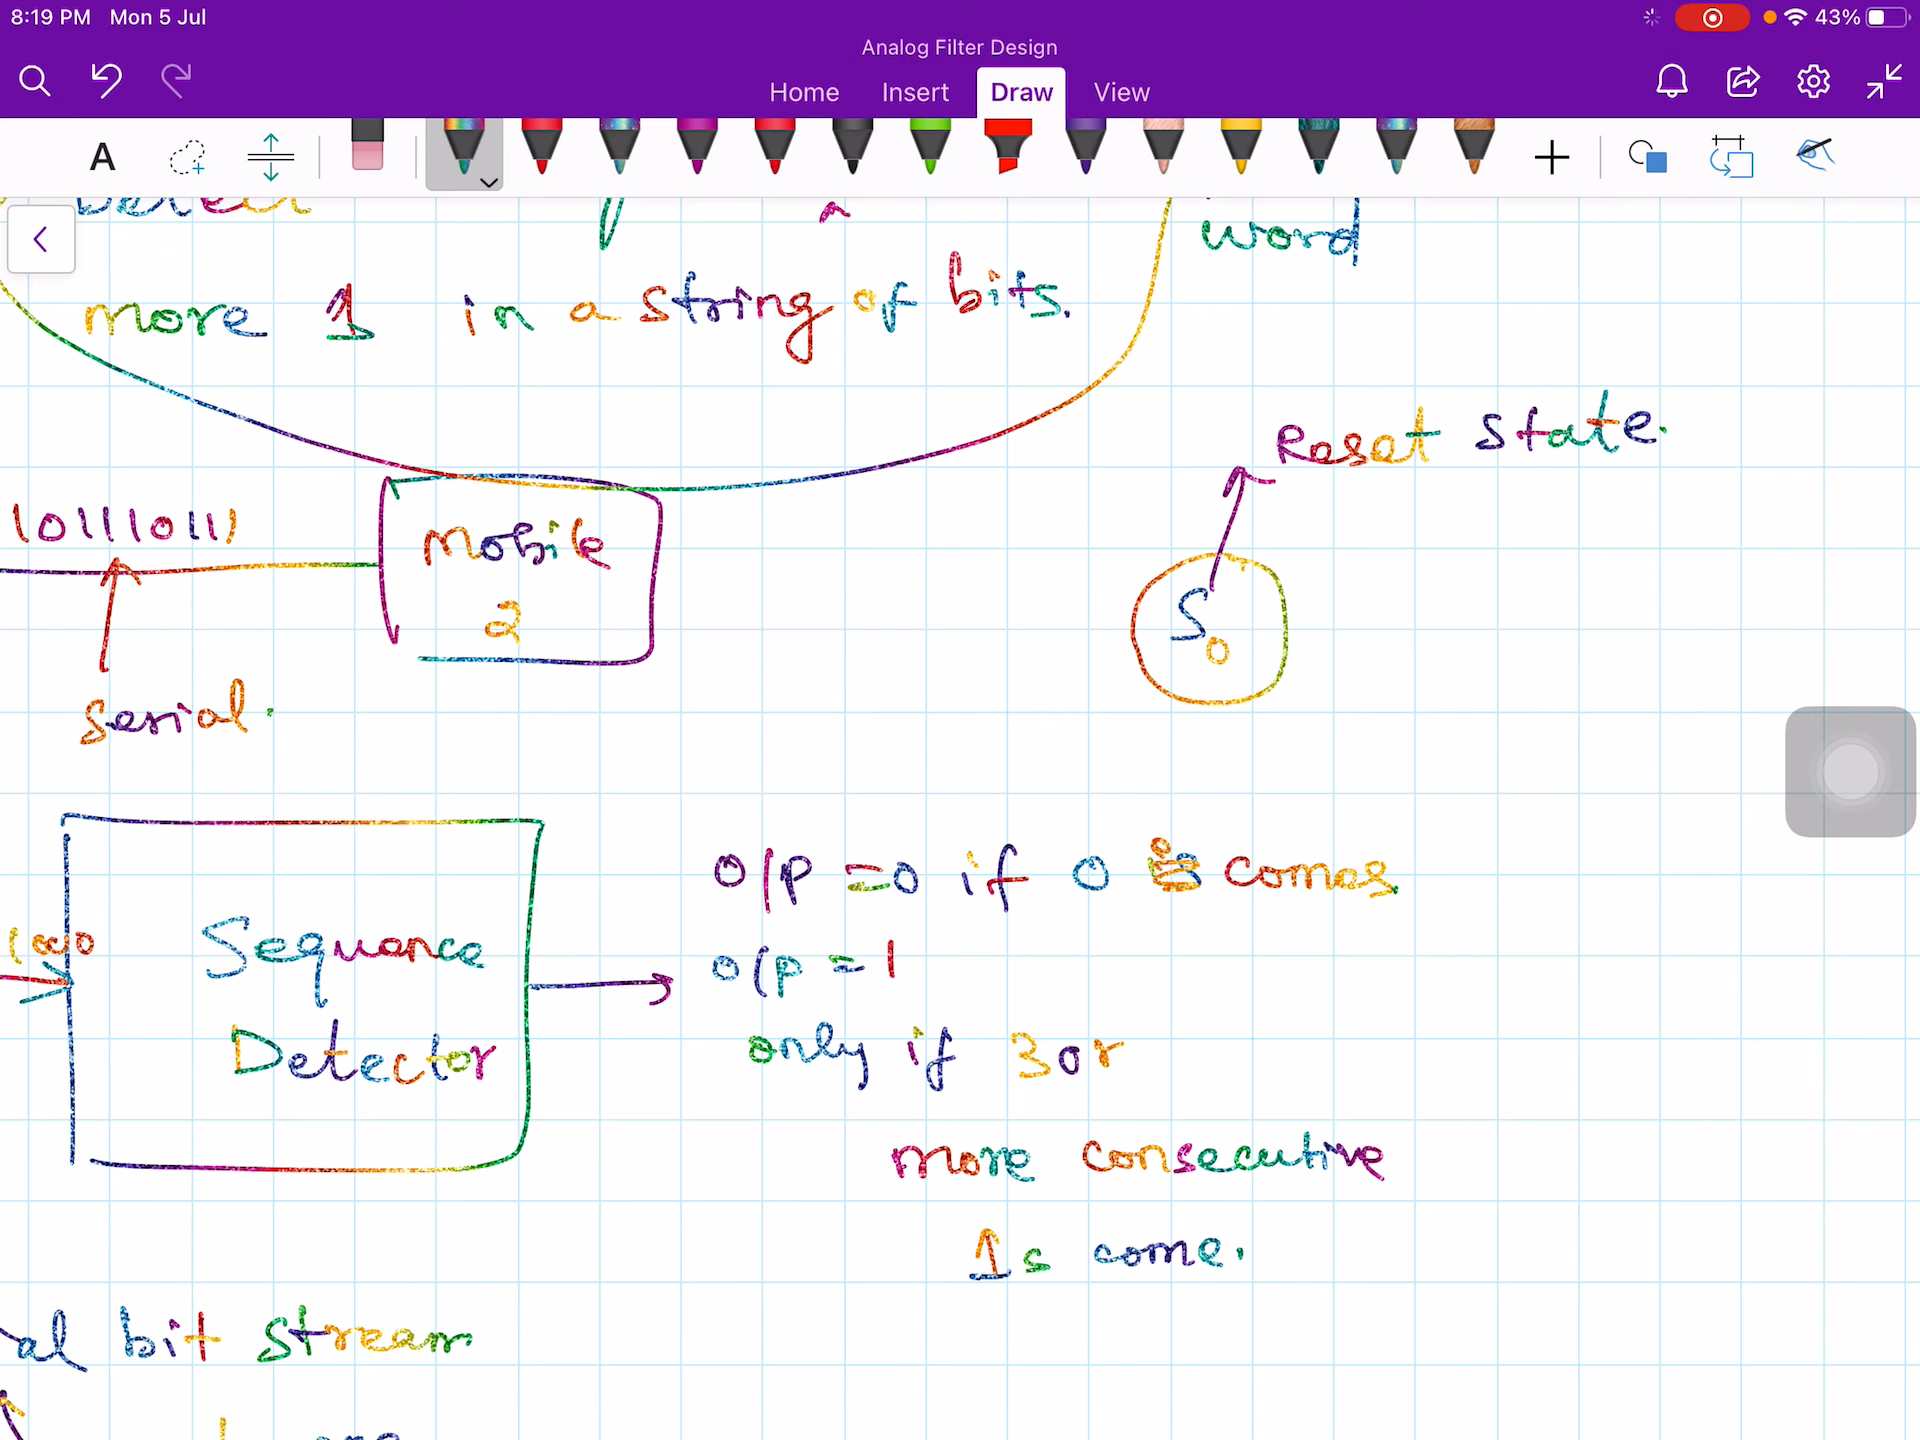 8:19 PM Mon 5 Jul
43%
Analog Filter Design
Home Insert Draw View
A
word
more 1 in a string of bits.
Reset state.
1011110111
Mobile
2
S0
serial.
o/p =0 if 0 comes
Sequence
o/p = 1
Detector
only if 3 or
more consecutive
1s come.
al bit stream